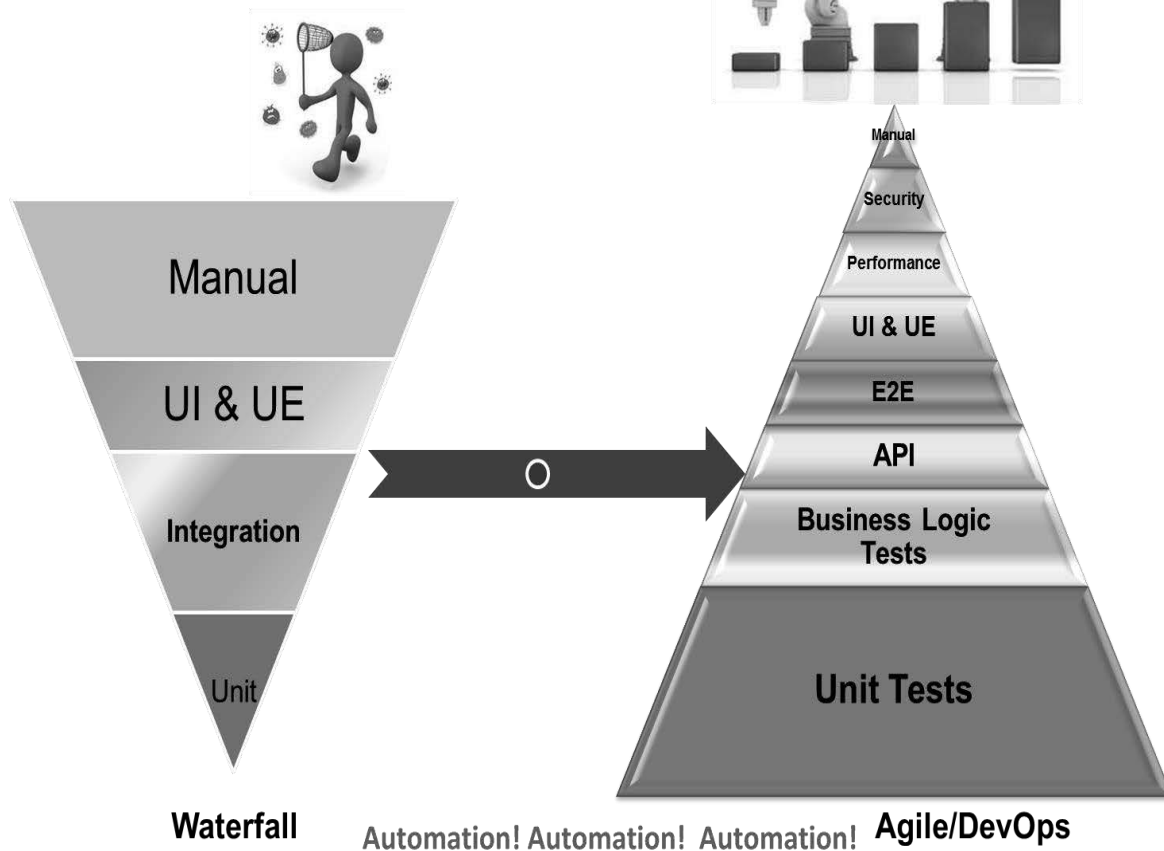 Manual
UI & UE
Integration
Unit
Waterfall
O
Manual
Security
Performance
UI & UE
E2E
API
Business Logic
Tests
Unit Tests
Agile/DevOps
Automation! Automation! Automation!